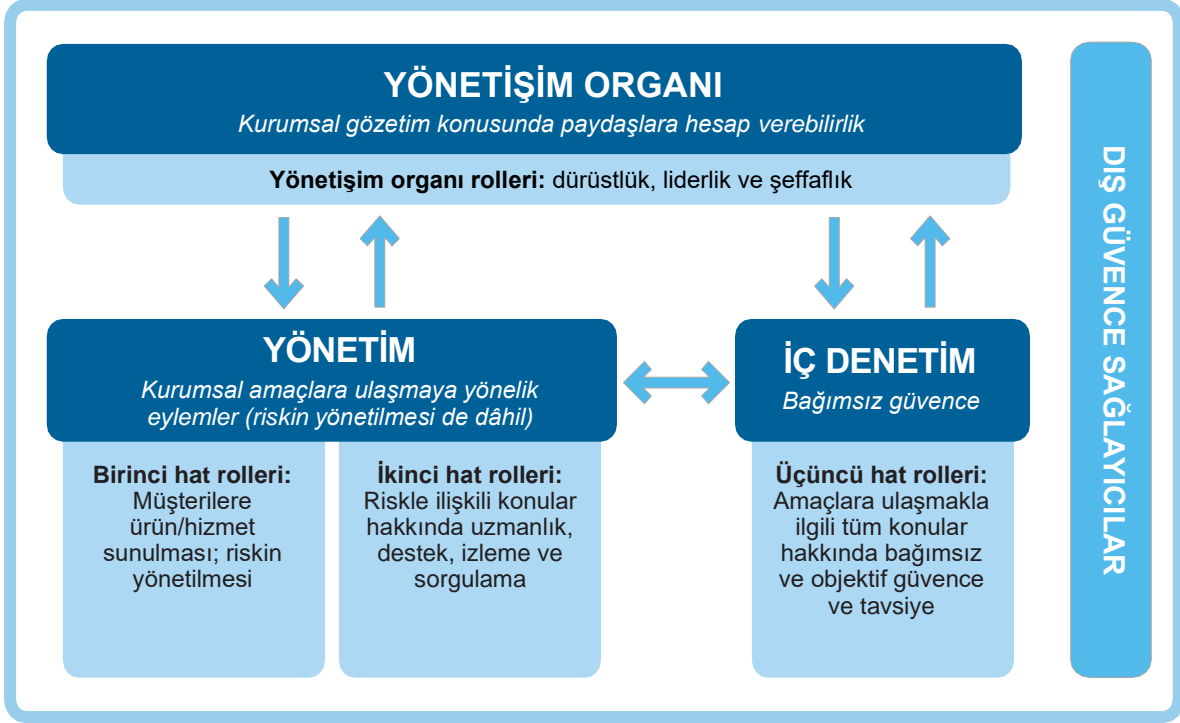 YÖNETİŞİM ORGANI
Kurumsal gözetim konusunda paydaşlara hesap verebilirlik
Yönetişim organı rolleri: dürüstlük, liderlik ve şeffaflık
YÖNETİM
Kurumsal amaçlara ulaşmaya yönelik
eylemler (riskin yönetilmesi de dâhil)
Birinci hat rolleri:
Müşterilere
ürün/hizmet
sunulması; riskin
yönetilmesi
İkinci hat rolleri:
Riskle ilişkili konular
hakkında uzmanlık,
destek, izleme ve
sorgulama
İÇ DENETİM
Bağımsız güvence
Üçüncü hat rolleri:
Amaçlara ulaşmakla
ilgili tüm konular
hakkında bağımsız
ve objektif güvence
ve tavsiye
DIŞ GÜVENCE SAĞLAYICILAR